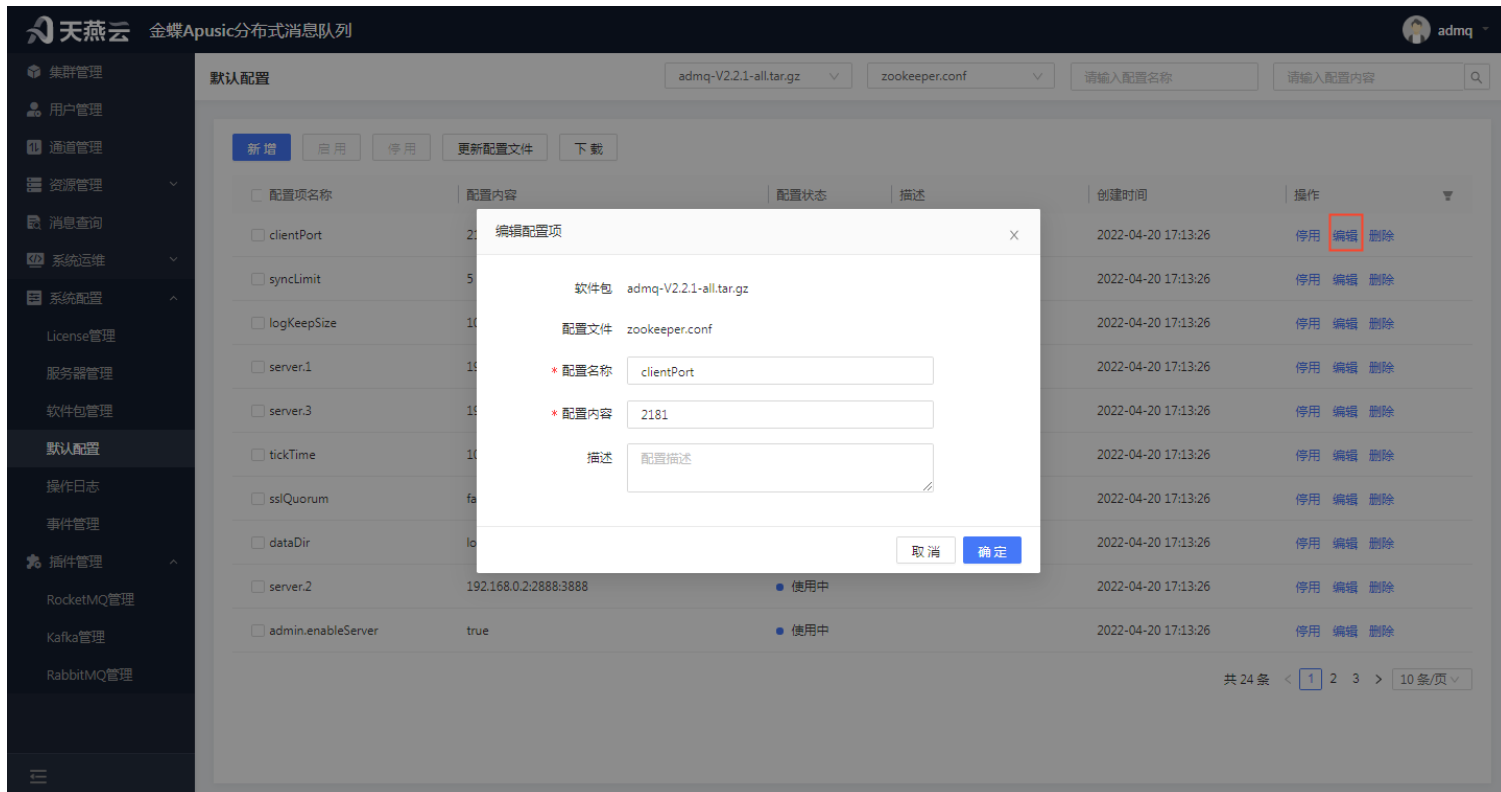 天燕云 金蝶Apusic分布式消息队列 admq
集群管理
用户管理
通道管理
资源管理
消息查询
系统运维
系统配置
License管理
服务器管理
软件包管理
默认配置
操作日志
事件管理
插件管理
RocketMQ管理
Kafka管理
RabbitMQ管理
默认配置 admq-V2.2.1-all.tar.gz zookeeper.conf 请输入配置名称 请输入配置内容
新增 启用 停用 更新配置文件 下载
配置项名称 配置内容 配置状态 描述 创建时间 操作
clientPort 2022-04-20 17:13:26 停用 编辑 删除
syncLimit 5 2022-04-20 17:13:26 停用 编辑 删除
logKeepSize 10 2022-04-20 17:13:26 停用 编辑 删除
server.1 19 2022-04-20 17:13:26 停用 编辑 删除
server.3 19 2022-04-20 17:13:26 停用 编辑 删除
tickTime 10 2022-04-20 17:13:26 停用 编辑 删除
sslQuorum fa 2022-04-20 17:13:26 停用 编辑 删除
dataDir lo 2022-04-20 17:13:26 停用 编辑 删除
server.2 192.168.0.2:2888:3888 使用中 2022-04-20 17:13:26 停用 编辑 删除
admin.enableServer true 使用中 2022-04-20 17:13:26 停用 编辑 删除
共 24 条 < 1 2 3 > 10 条/页
编辑配置项
软件包 admq-V2.2.1-all.tar.gz
配置文件 zookeeper.conf
* 配置名称 clientPort
* 配置内容 2181
描述 配置描述
取消 确定